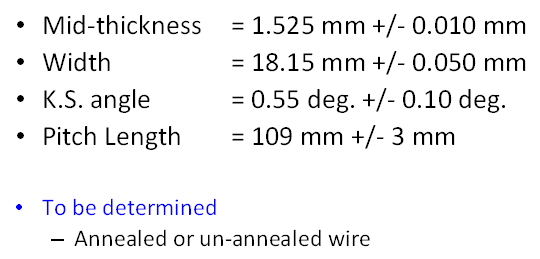 • Mid-thickness = 1.525 mm +/- 0.010 mm
• Width = 18.15 mm +/- 0.050 mm
• K.S. angle = 0.55 deg. +/- 0.10 deg.
• Pitch Length = 109 mm +/- 3 mm
• To be determined
– Annealed or un-annealed wire